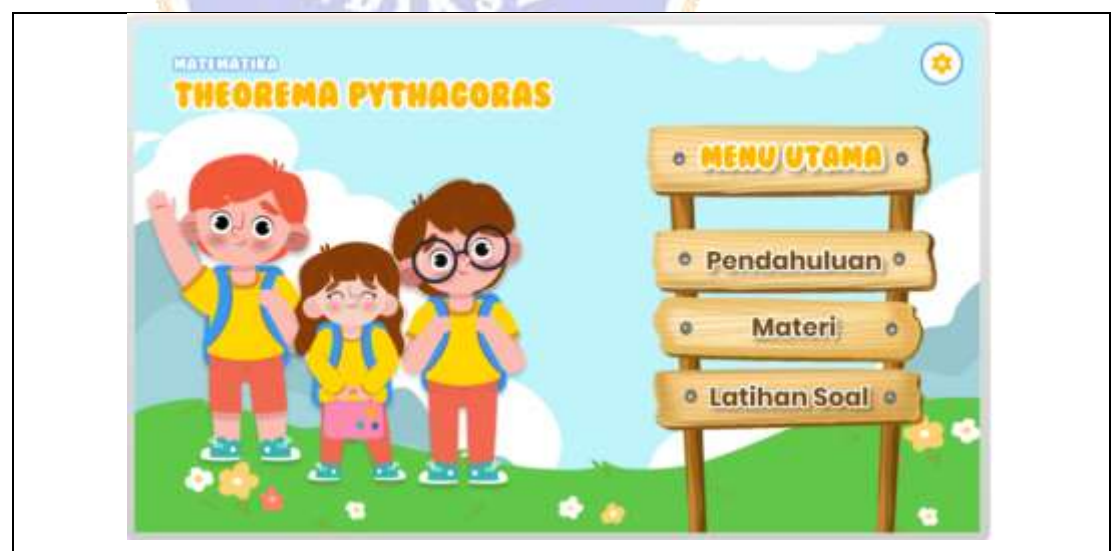 MATEMATIKA
THEOREMA PYTHAGORAS
MENU UTAMA
Pendahuluan
Materi
Latihan Soal